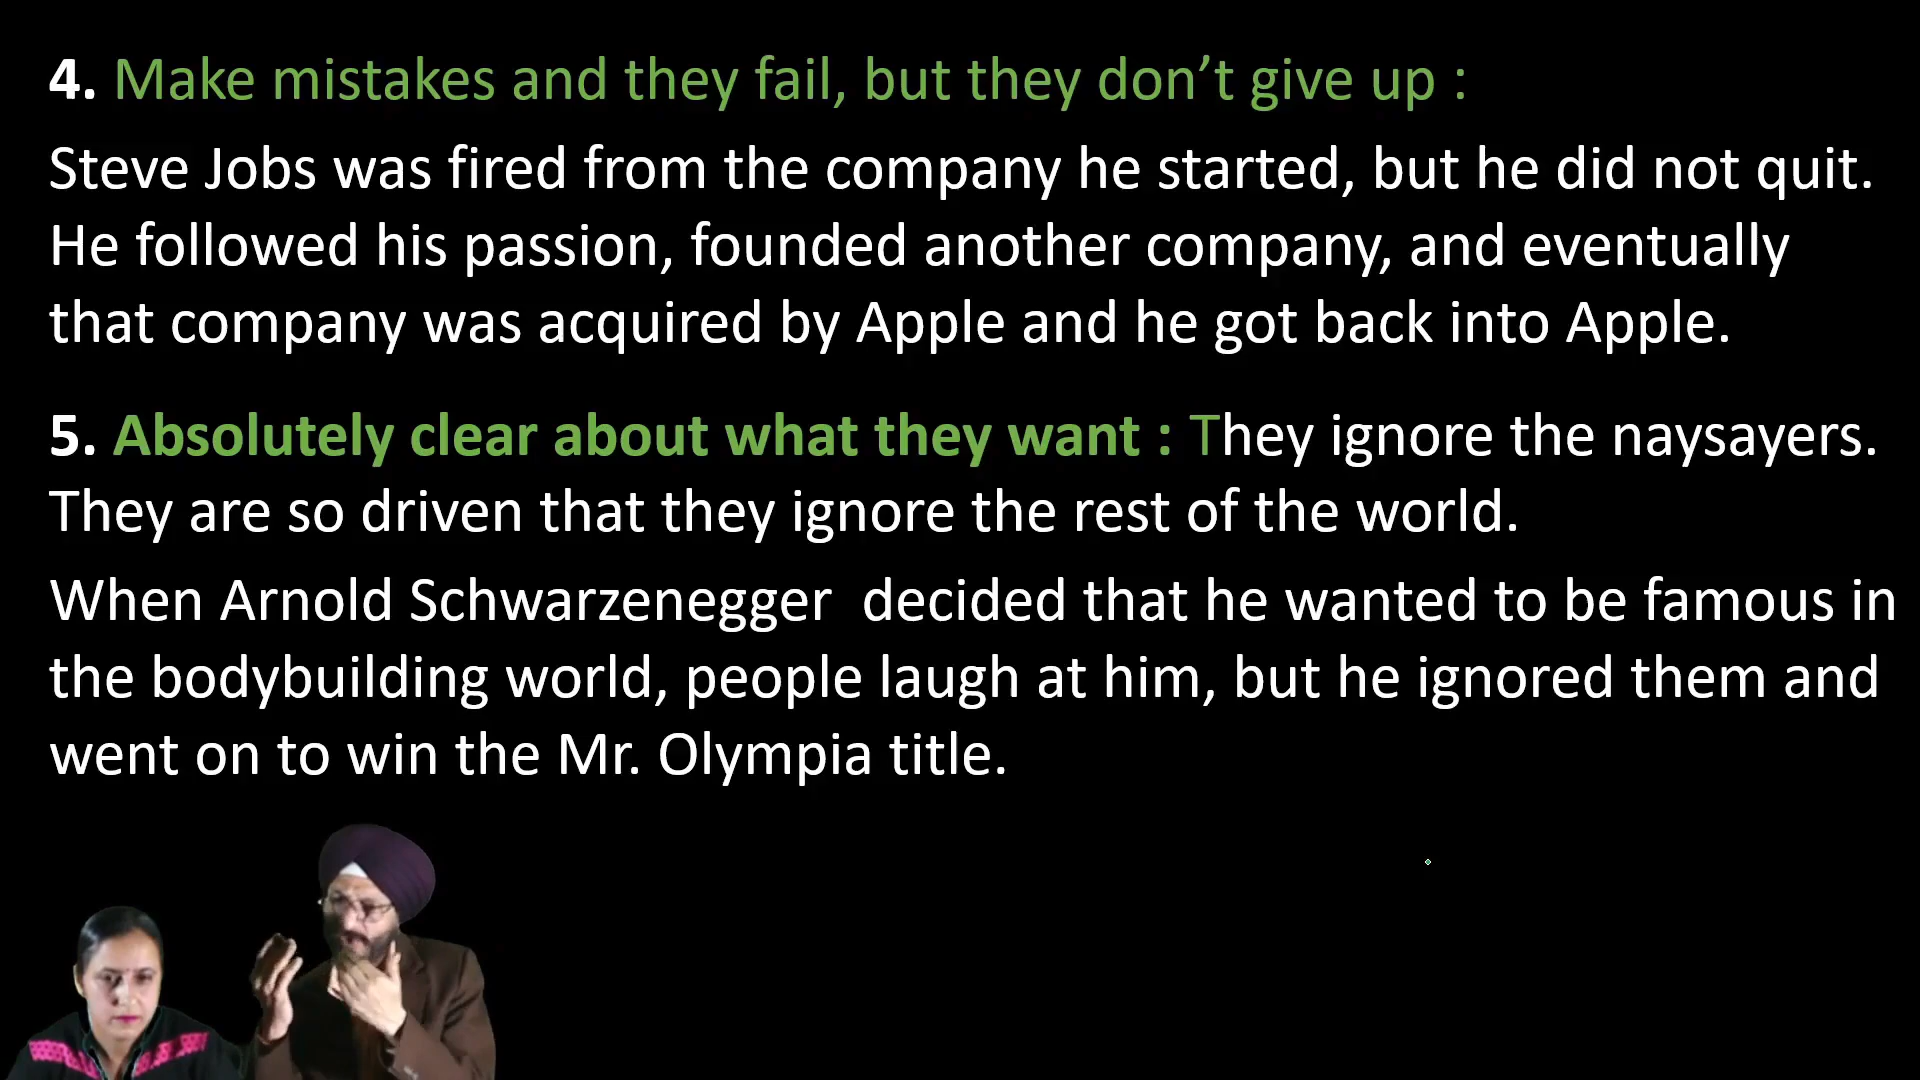 4. Make mistakes and they fail, but they don’t give up :
Steve Jobs was fired from the company he started, but he did not quit.
He followed his passion, founded another company, and eventually
that company was acquired by Apple and he got back into Apple.
5. Absolutely clear about what they want : They ignore the naysayers.
They are so driven that they ignore the rest of the world.
When Arnold Schwarzenegger  decided that he wanted to be famous in
the bodybuilding world, people laugh at him, but he ignored them and
went on to win the Mr. Olympia title.